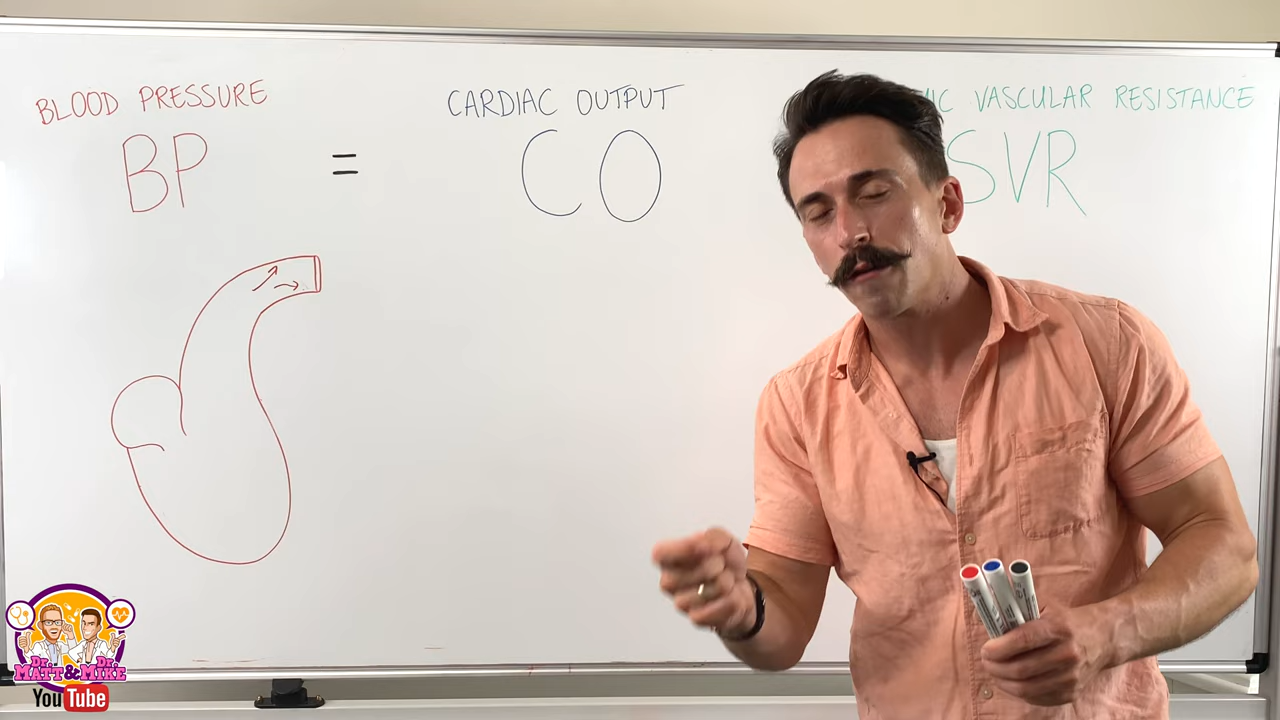 BLOOD PRESSURE
CARDIAC OUTPUT
VASCULAR RESISTANCE
BP
=
CO
SVR
Dr. Dr.
MATT & MIKE
YouTube